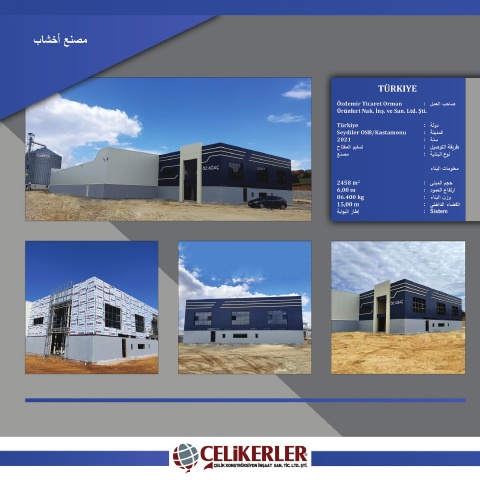 مصنع أخشاب
TÜRKIYE
Özdemir Ticaret Orman : صاحب العمل
Ürünleri Nak. İnş. ve San. Ltd. Şti.
Türkiye : دولة
Seydiler OSB/Kastamonu : المدينة
2021 : سنة
تسليم المفتاح : طريقة التوصيل
مصنع : نوع البناية
معلومات البناء
2458 m² : حجم المبنى
6,00 m : ارتفاع العمود
86.400 kg : وزن البناء
15,00 m : الفضاء الداخلي
إطار البوابة : Sistem
ÖZ AĞAÇ
ÇELİKERLER
ÇELİK KONSTRÜKSİYON İNŞAAT SAN. TİC. LTD. ŞTİ.